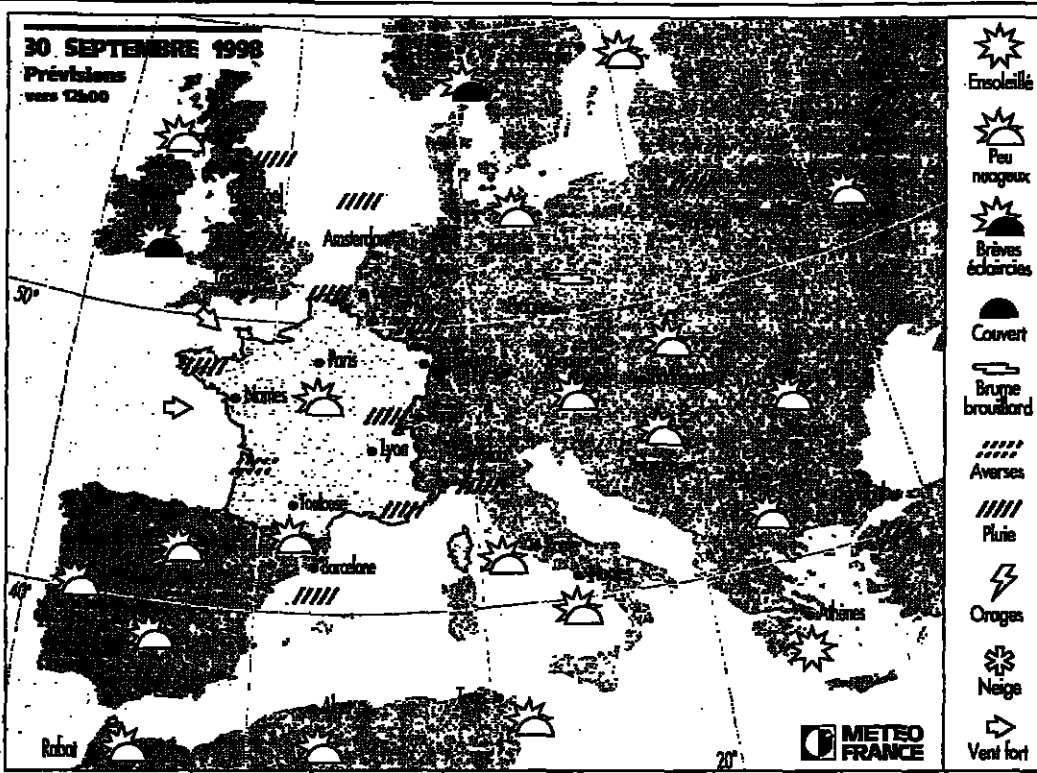 30 SEPTEMBRE 1998
Prévisions
vers 12h00
Amsterdam
50°
Paris
Nantes
Lyon
Toulouse
Barcelone
40°
Athènes
Rabat
20°
METEO
FRANCE
Ensoleillé
Peu
nuageux
Brèves
éclaircies
Couvert
Brume
brouillard
Averses
Pluie
Orages
Neige
Vent fort